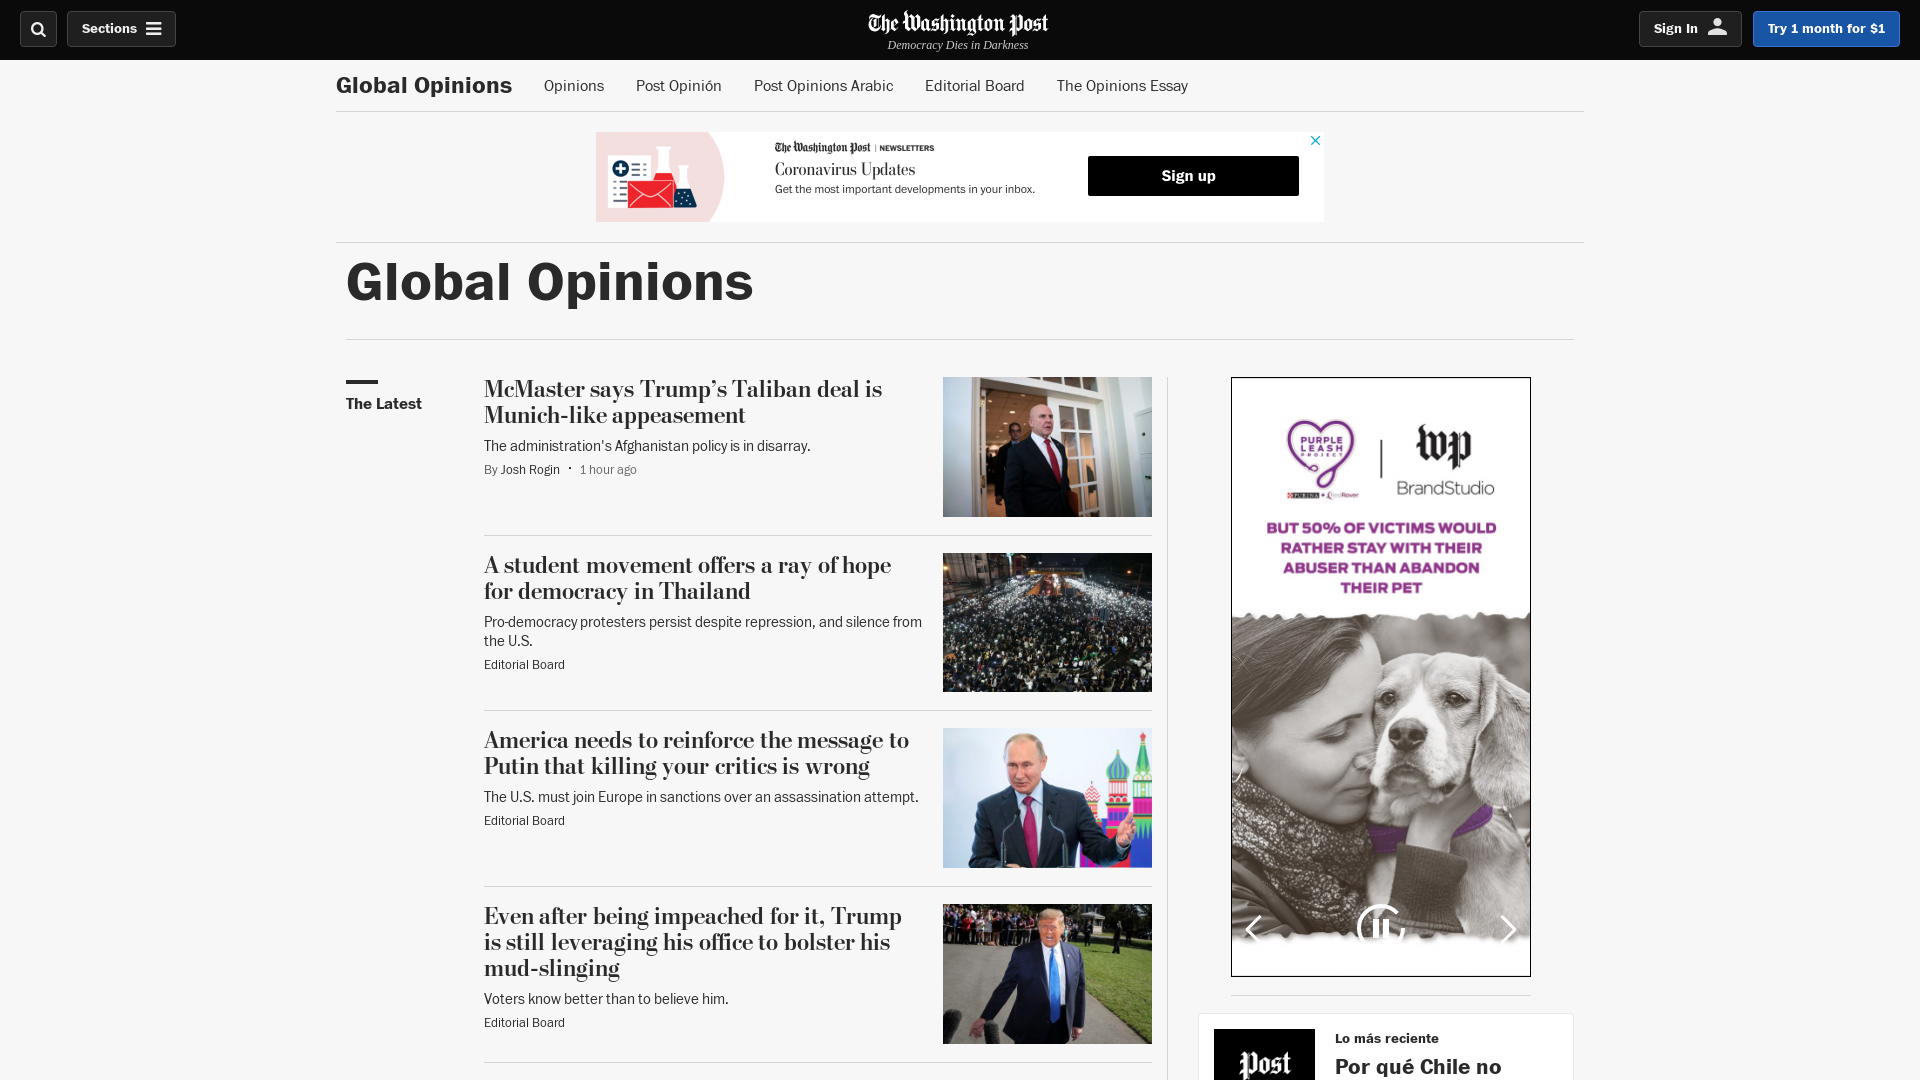 Sections
The Washington Post
Democracy Dies in Darkness
Sign In
Try 1 month for $1
Global Opinions
Opinions
Post Opinión
Post Opinions Arabic
Editorial Board
The Opinions Essay
The Washington Post | NEWSLETTERS
Coronavirus Updates
Get the most important developments in your inbox.
Sign up
Global Opinions
The Latest
McMaster says Trump’s Taliban deal is
Munich-like appeasement
The administration's Afghanistan policy is in disarray.
By Josh Rogin • 1 hour ago
A student movement offers a ray of hope
for democracy in Thailand
Pro-democracy protesters persist despite repression, and silence from
the U.S.
Editorial Board
America needs to reinforce the message to
Putin that killing your critics is wrong
The U.S. must join Europe in sanctions over an assassination attempt.
Editorial Board
Even after being impeached for it, Trump
is still leveraging his office to bolster his
mud-slinging
Voters know better than to believe him.
Editorial Board
PURPLE
LEASH
PROJECT
PURINA + RedRover
wp
BrandStudio
BUT 50% OF VICTIMS WOULD
RATHER STAY WITH THEIR
ABUSER THAN ABANDON
THEIR PET
Post
Lo más reciente
Por qué Chile no